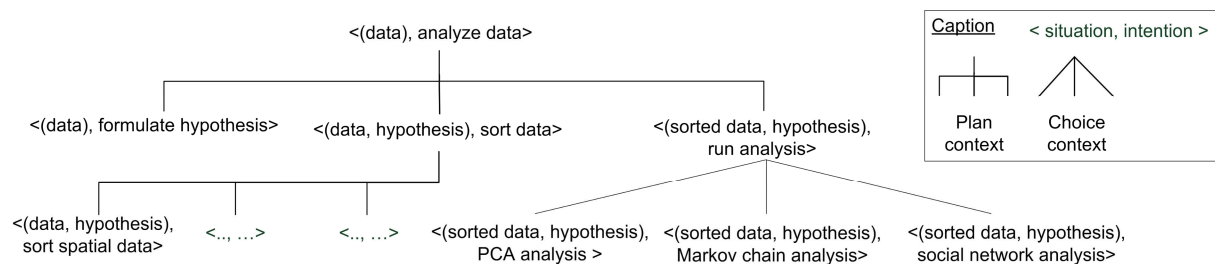 <(data), analyze data>
Caption
< situation, intention >
Plan
context
Choice
context
<(data), formulate hypothesis>
<(data, hypothesis), sort data>
<(sorted data, hypothesis),
run analysis>
<(data, hypothesis),
sort spatial data>
<.., ...>
<.., ...>
<(sorted data, hypothesis),
PCA analysis >
<(sorted data, hypothesis),
Markov chain analysis>
<(sorted data, hypothesis),
social network analysis>